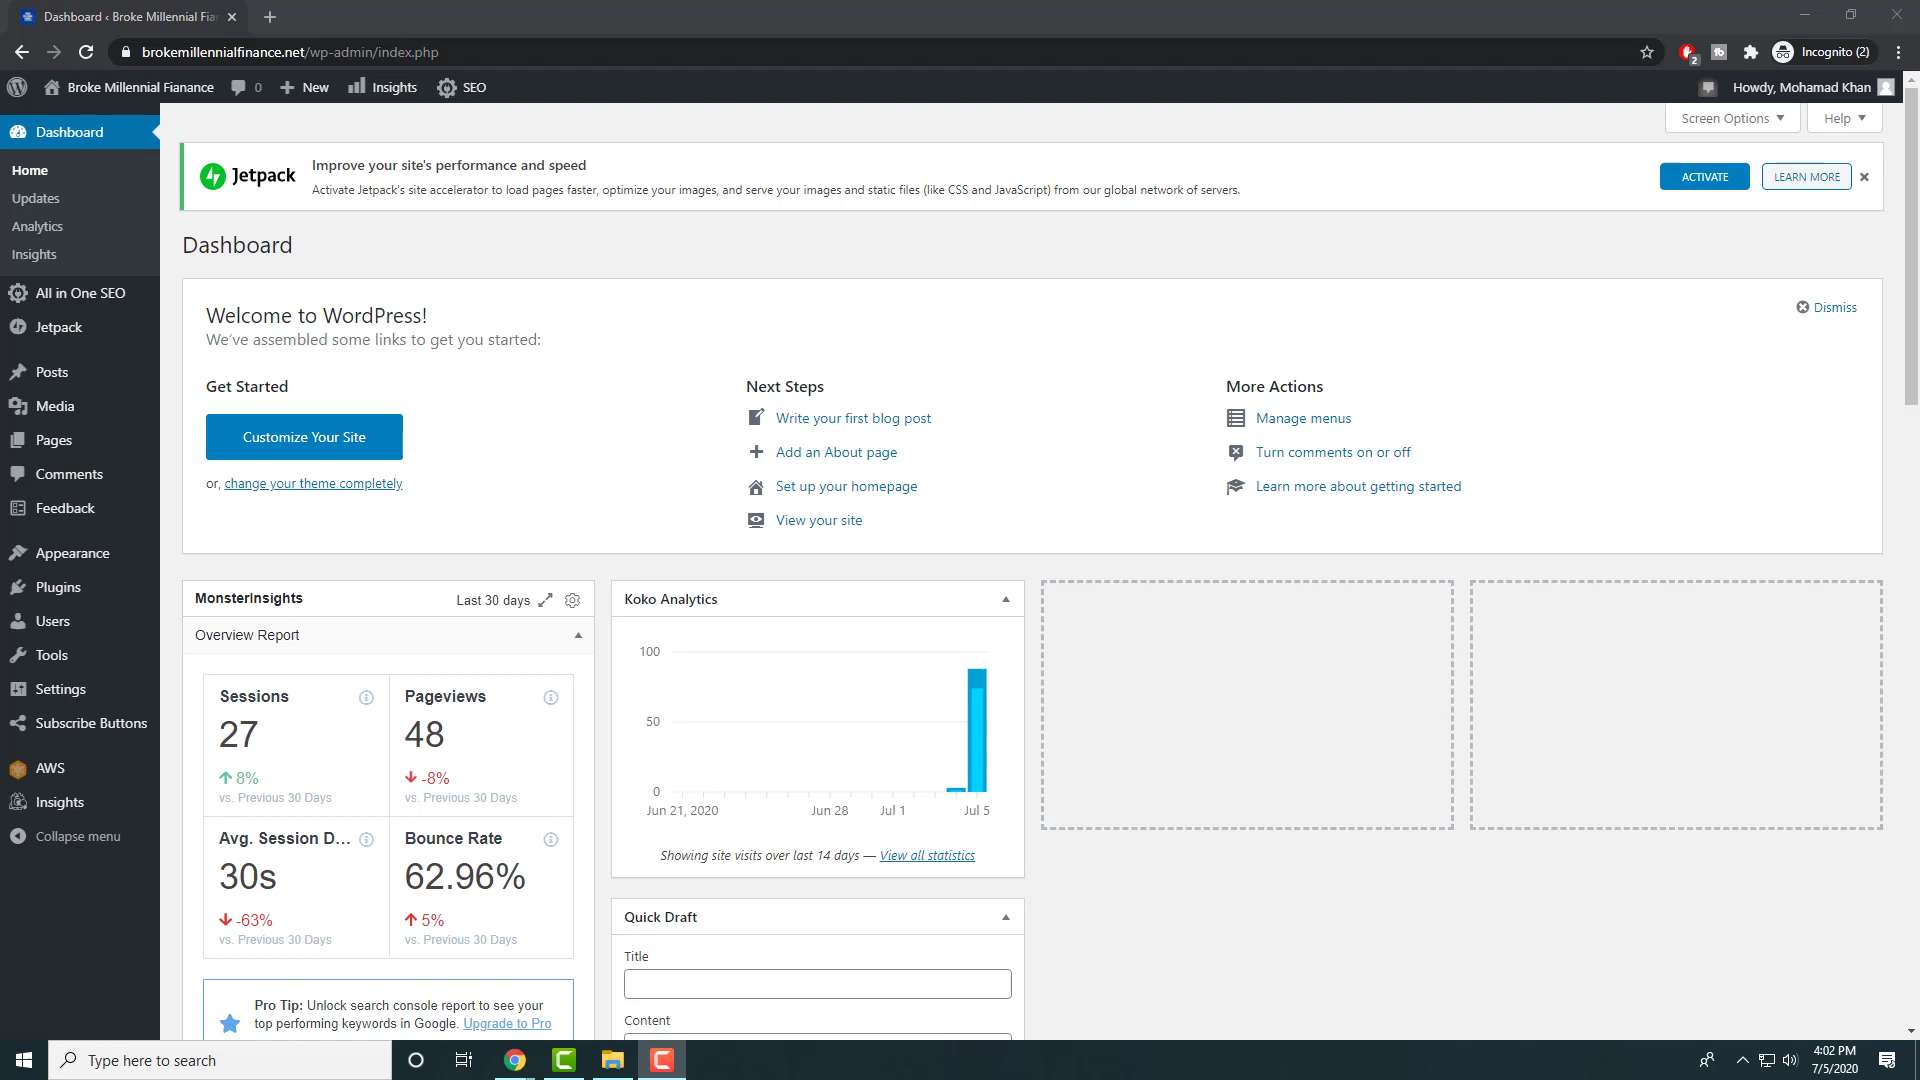 Dashboard ‹ Broke Millennial Fian
brokemillennialfinance.net/wp-admin/index.php
2
Incognito (2)
Broke Millennial Fianance
0
New
Insights
SEO
Howdy, Mohamad Khan
Dashboard
Home
Updates
Analytics
Insights
All in One SEO
Jetpack
Posts
Media
Pages
Comments
Feedback
Appearance
Plugins
Users
Tools
Settings
Subscribe Buttons
AWS
Insights
Collapse menu
Screen Options
Help
Jetpack
Improve your site's performance and speed
Activate Jetpack's site accelerator to load pages faster, optimize your images, and serve your images and static files (like CSS and JavaScript) from our global network of servers.
ACTIVATE
LEARN MORE
Dashboard
Welcome to WordPress!
We've assembled some links to get you started:
Dismiss
Get Started
Customize Your Site
or, change your theme completely
Next Steps
Write your first blog post
Add an About page
Set up your homepage
View your site
More Actions
Manage menus
Turn comments on or off
Learn more about getting started
MonsterInsights
Last 30 days
Overview Report
Sessions
27
8%
vs. Previous 30 Days
Pageviews
48
-8%
vs. Previous 30 Days
Avg. Session D...
30s
-63%
vs. Previous 30 Days
Bounce Rate
62.96%
5%
vs. Previous 30 Days
Pro Tip: Unlock search console report to see your
top performing keywords in Google. Upgrade to Pro
Koko Analytics
100
50
0
Jun 21, 2020
Jun 28
Jul 1
Jul 5
Showing site visits over last 14 days — View all statistics
Quick Draft
Title
Content
Type here to search
4:02 PM
7/5/2020